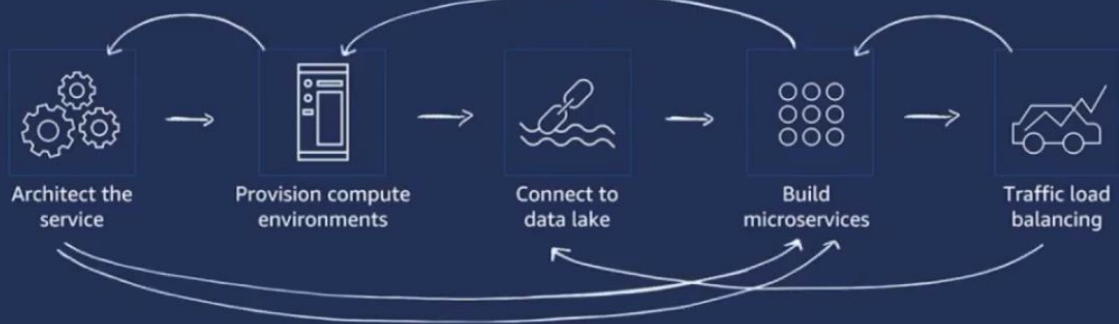 Architect the
service
Provision compute
environments
Connect to
data lake
Build
microservices
Traffic load
balancing